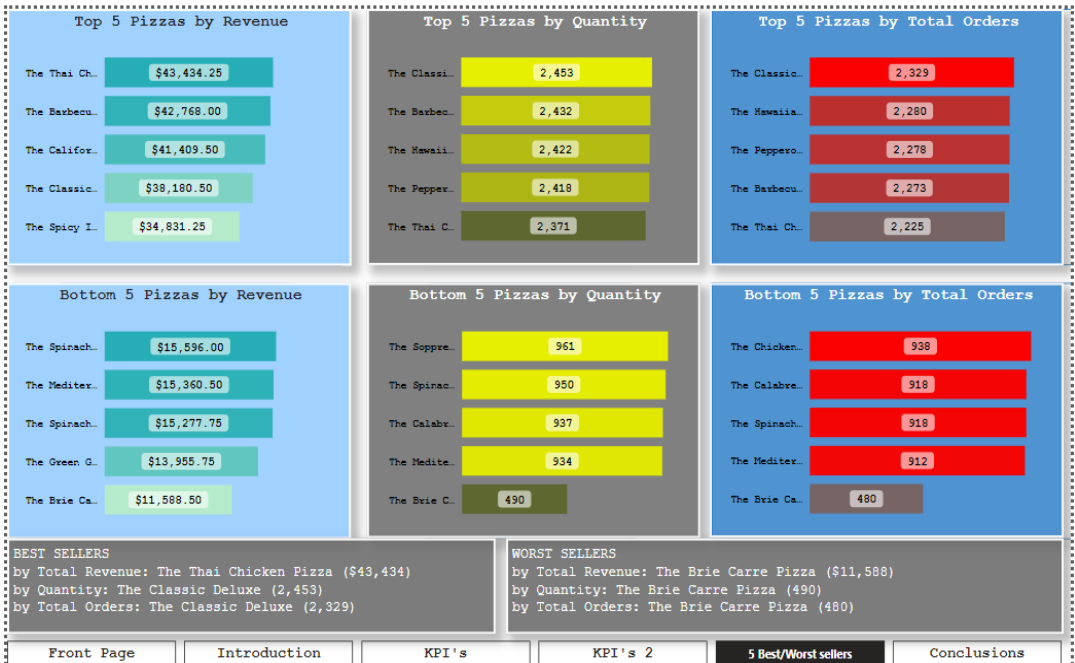 Top 5 Pizzas by Revenue
The Thai Ch… $43,434.25
The Barbecu… $42,768.00
The Califor… $41,409.50
The Classic… $38,180.50
The Spicy I… $34,831.25
Top 5 Pizzas by Quantity
The Classi… 2,453
The Barbec… 2,432
The Hawaii… 2,422
The Pepper… 2,418
The Thai C… 2,371
Top 5 Pizzas by Total Orders
The Classic… 2,329
The Hawaiia… 2,280
The Peppero… 2,278
The Barbecu… 2,273
The Thai Ch… 2,225
Bottom 5 Pizzas by Revenue
The Spinach… $15,596.00
The Mediter… $15,360.50
The Spinach… $15,277.75
The Green G… $13,955.75
The Brie Ca… $11,588.50
Bottom 5 Pizzas by Quantity
The Soppre… 961
The Spinac… 950
The Calabr… 937
The Medite… 934
The Brie C… 490
Bottom 5 Pizzas by Total Orders
The Chicken… 938
The Calabre… 918
The Spinach… 918
The Mediter… 912
The Brie Ca… 480
BEST SELLERS
by Total Revenue: The Thai Chicken Pizza ($43,434)
by Quantity: The Classic Deluxe (2,453)
by Total Orders: The Classic Deluxe (2,329)
WORST SELLERS
by Total Revenue: The Brie Carre Pizza ($11,588)
by Quantity: The Brie Carre Pizza (490)
by Total Orders: The Brie Carre Pizza (480)
Front Page
Introduction
KPI's
KPI's 2
5 Best/Worst sellers
Conclusions